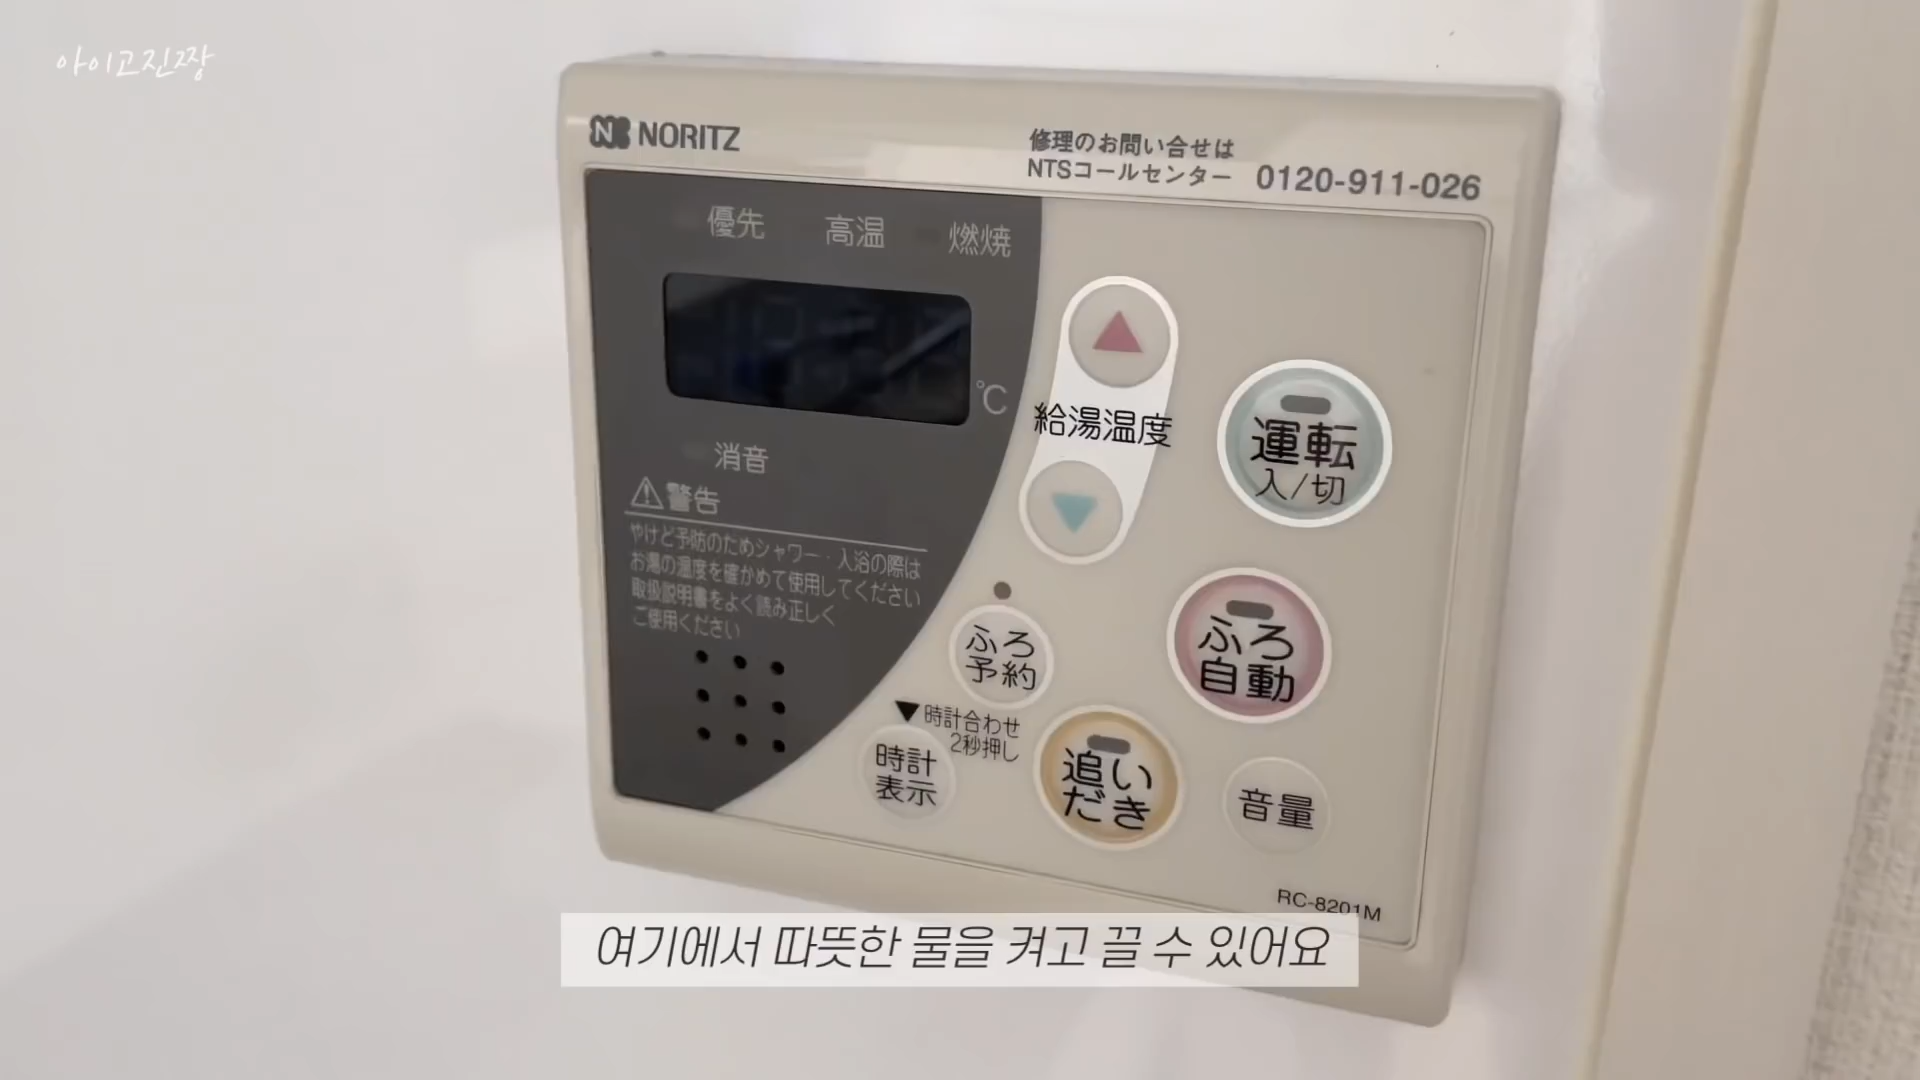 아이고진짱
NORITZ
修理のお問い合せは
NTSコールセンター 0120-911-026
優先 高温 燃焼
℃
給湯温度
運転
入/切
消音
⚠警告
やけど予防のためシャワー・入浴の際は
お湯の温度を確かめて使用してください
取扱説明書をよく読み正しく
ご使用ください
ふろ
予約
ふろ
自動
▼時計合わせ
2秒押し
時計
表示
追い
だき
音量
RC-8201M
여기에서 따뜻한 물을 켜고 끌 수 있어요